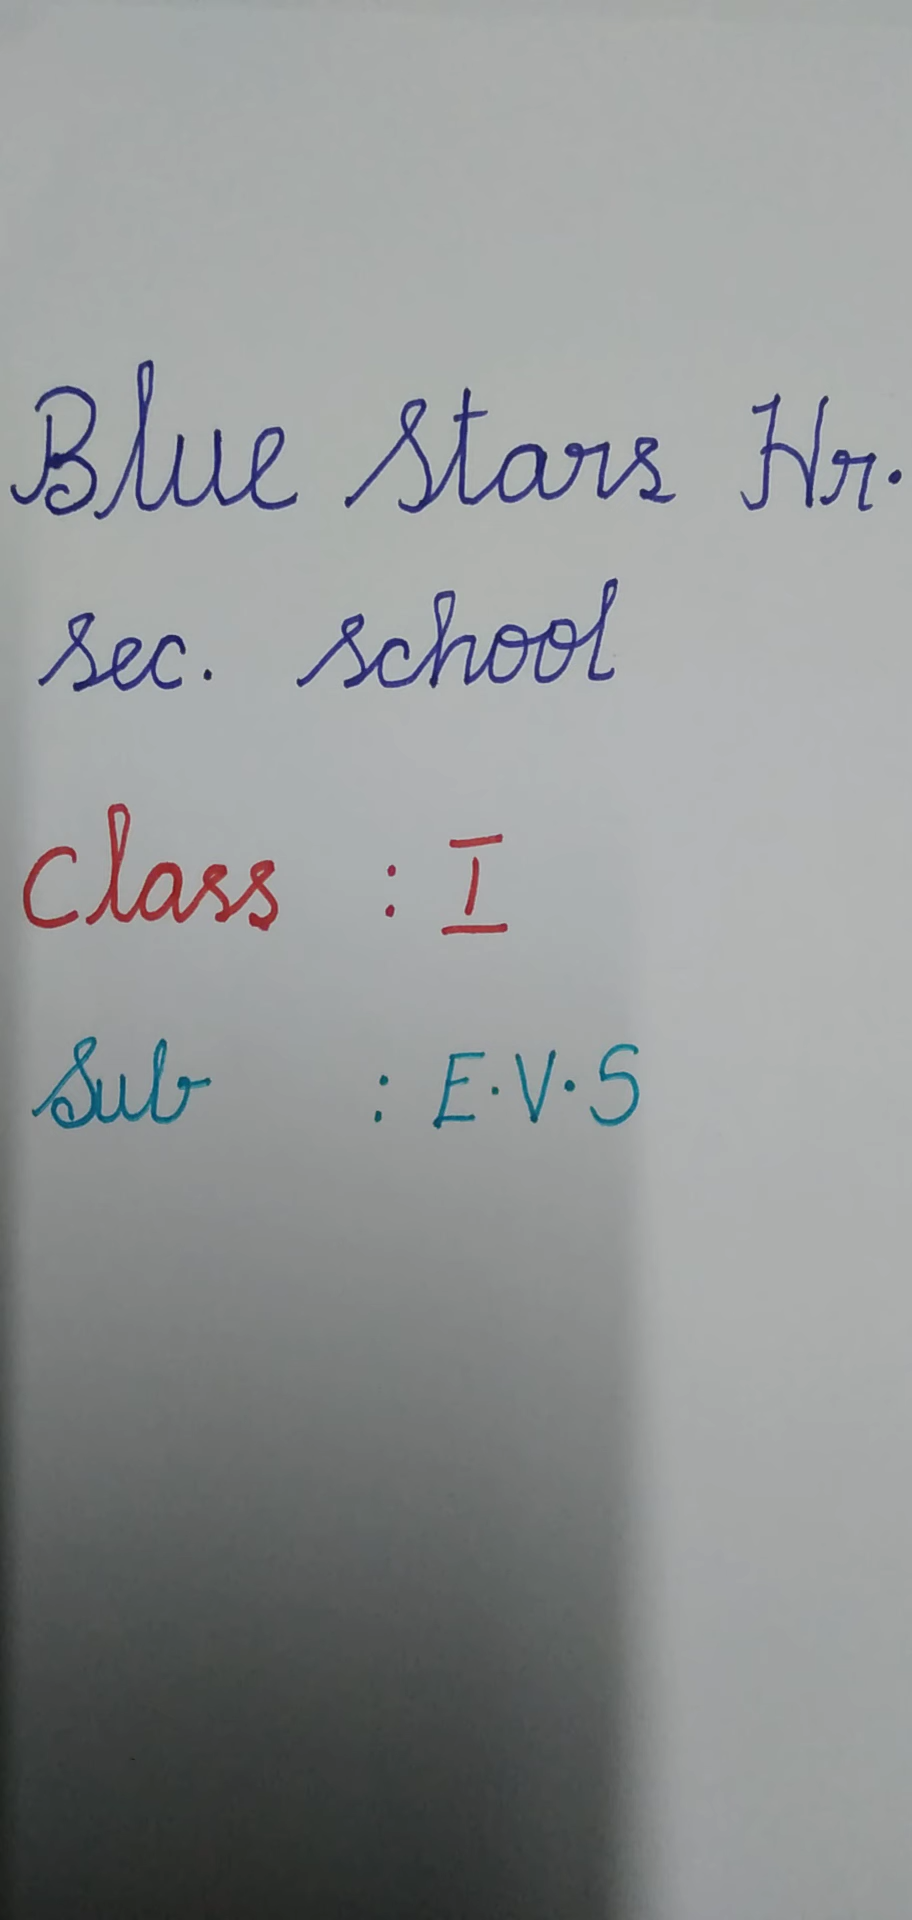 Blue Stars Hr.
sec. school
Class : I
Sub : E.V.S